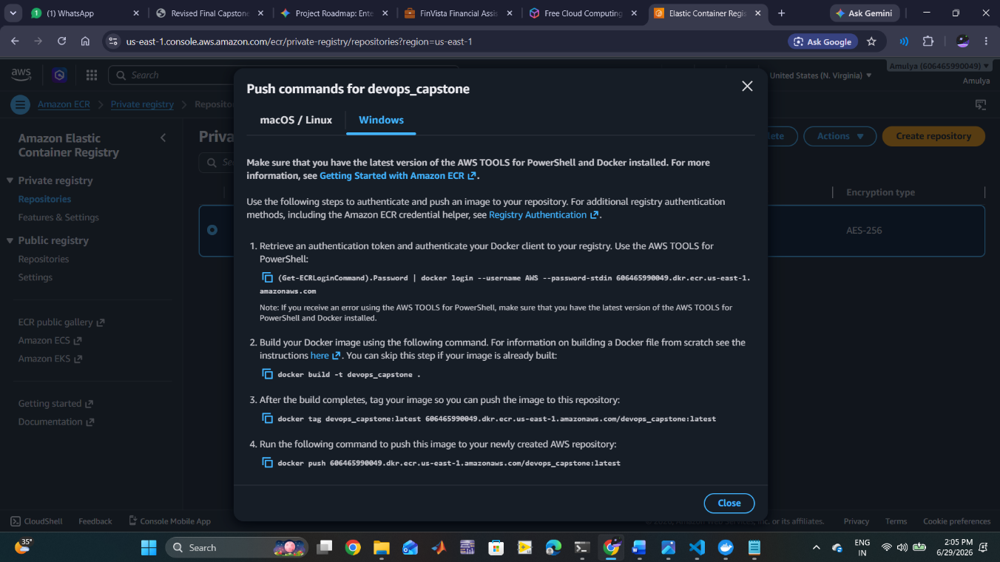 (1) WhatsApp
Revised Final Capstone
Project Roadmap: Ente
FinVista Financial Assis
Free Cloud Computing
Elastic Container Regis
Ask Gemini
us-east-1.console.aws.amazon.com/ecr/private-registry/repositories?region=us-east-1
Ask Google
aws
Search
United States (N. Virginia)
Amulya (606465990049)
Amulya
Amazon ECR
Private registry
Reposito
Push commands for devops_capstone
macOS / Linux
Windows
Amazon Elastic
Container Registry
Private registry
Repositories
Features & Settings
Public registry
Repositories
Settings
ECR public gallery
Amazon ECS
Amazon EKS
Getting started
Documentation
Priva
Sea
lete
Actions
Create repository
Encryption type
AES-256
Make sure that you have the latest version of the AWS TOOLS for PowerShell and Docker installed. For more
information, see Getting Started with Amazon ECR.
Use the following steps to authenticate and push an image to your repository. For additional registry authentication
methods, including the Amazon ECR credential helper, see Registry Authentication.
1. Retrieve an authentication token and authenticate your Docker client to your registry. Use the AWS TOOLS for
PowerShell:
(Get-ECRLoginCommand).Password | docker login --username AWS --password-stdin 606465990049.dkr.ecr.us-east-1.
amazonaws.com
Note: If you receive an error using the AWS TOOLS for PowerShell, make sure that you have the latest version of the AWS TOOLS for
PowerShell and Docker installed.
2. Build your Docker image using the following command. For information on building a Docker file from scratch see the
instructions here. You can skip this step if your image is already built:
docker build -t devops_capstone .
3. After the build completes, tag your image so you can push the image to this repository:
docker tag devops_capstone:latest 606465990049.dkr.ecr.us-east-1.amazonaws.com/devops_capstone:latest
4. Run the following command to push this image to your newly created AWS repository:
docker push 606465990049.dkr.ecr.us-east-1.amazonaws.com/devops_capstone:latest
Close
CloudShell
Feedback
Console Mobile App
© 2026, Amazon Web Services, Inc. or its affiliates.
Privacy
Terms
Cookie preferences
35°
Search
ENG
IN
2:05 PM
6/29/2026